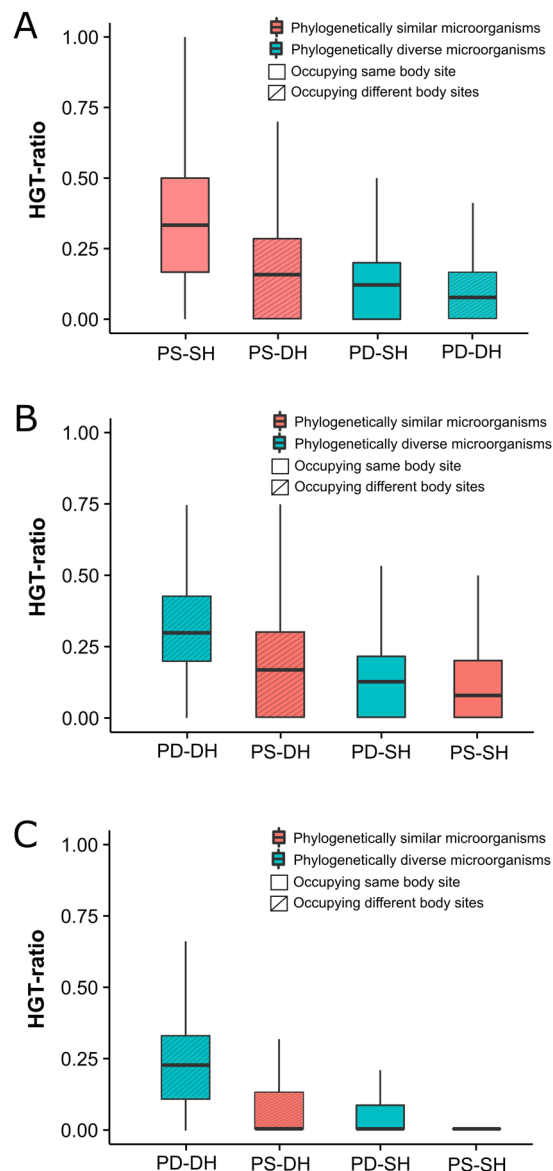 A
1.00
0.75
0.50
0.25
0.00
HGT-ratio
Phylogenetically similar microorganisms
Phylogenetically diverse microorganisms
Occupying same body site
Occupying different body sites
PS-SH PS-DH PD-SH PD-DH
B
1.00
0.75
0.50
0.25
0.00
HGT-ratio
Phylogenetically similar microorganisms
Phylogenetically diverse microorganisms
Occupying same body site
Occupying different body sites
PD-DH PS-DH PD-SH PS-SH
C
1.00
0.75
0.50
0.25
0.00
HGT-ratio
Phylogenetically similar microorganisms
Phylogenetically diverse microorganisms
Occupying same body site
Occupying different body sites
PD-DH PS-DH PD-SH PS-SH